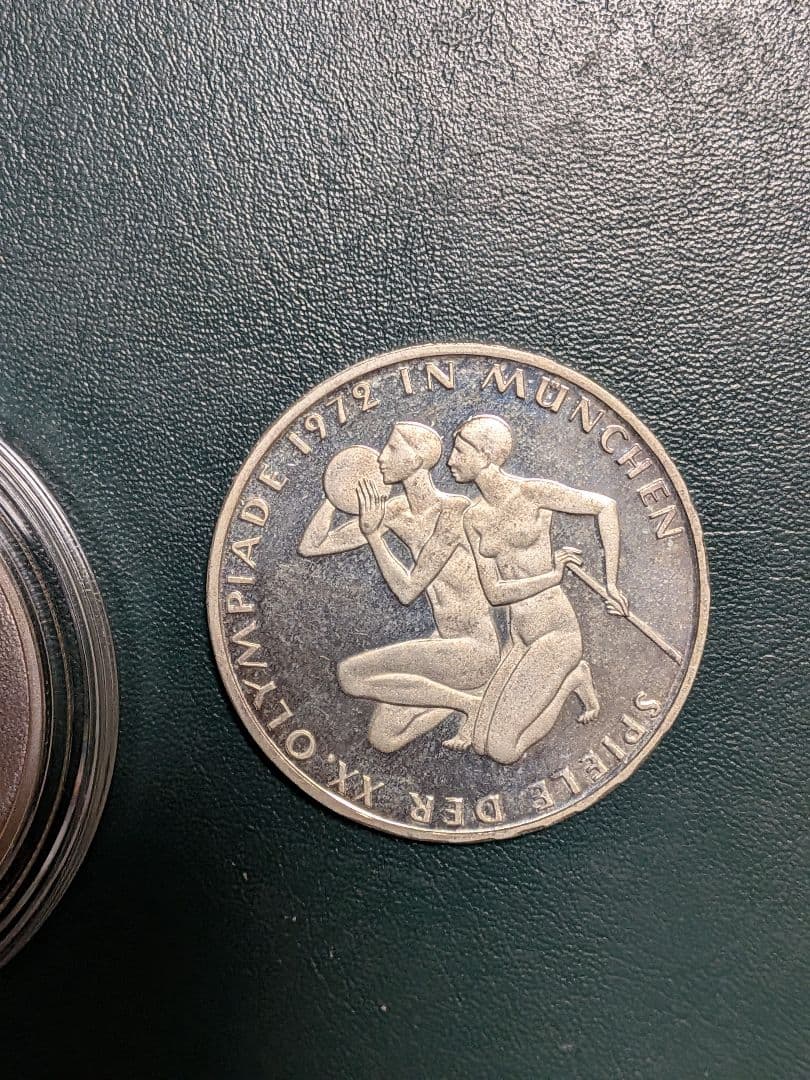 SPIELE DER XX. OLYMPIADE 1972 IN MÜNCHEN